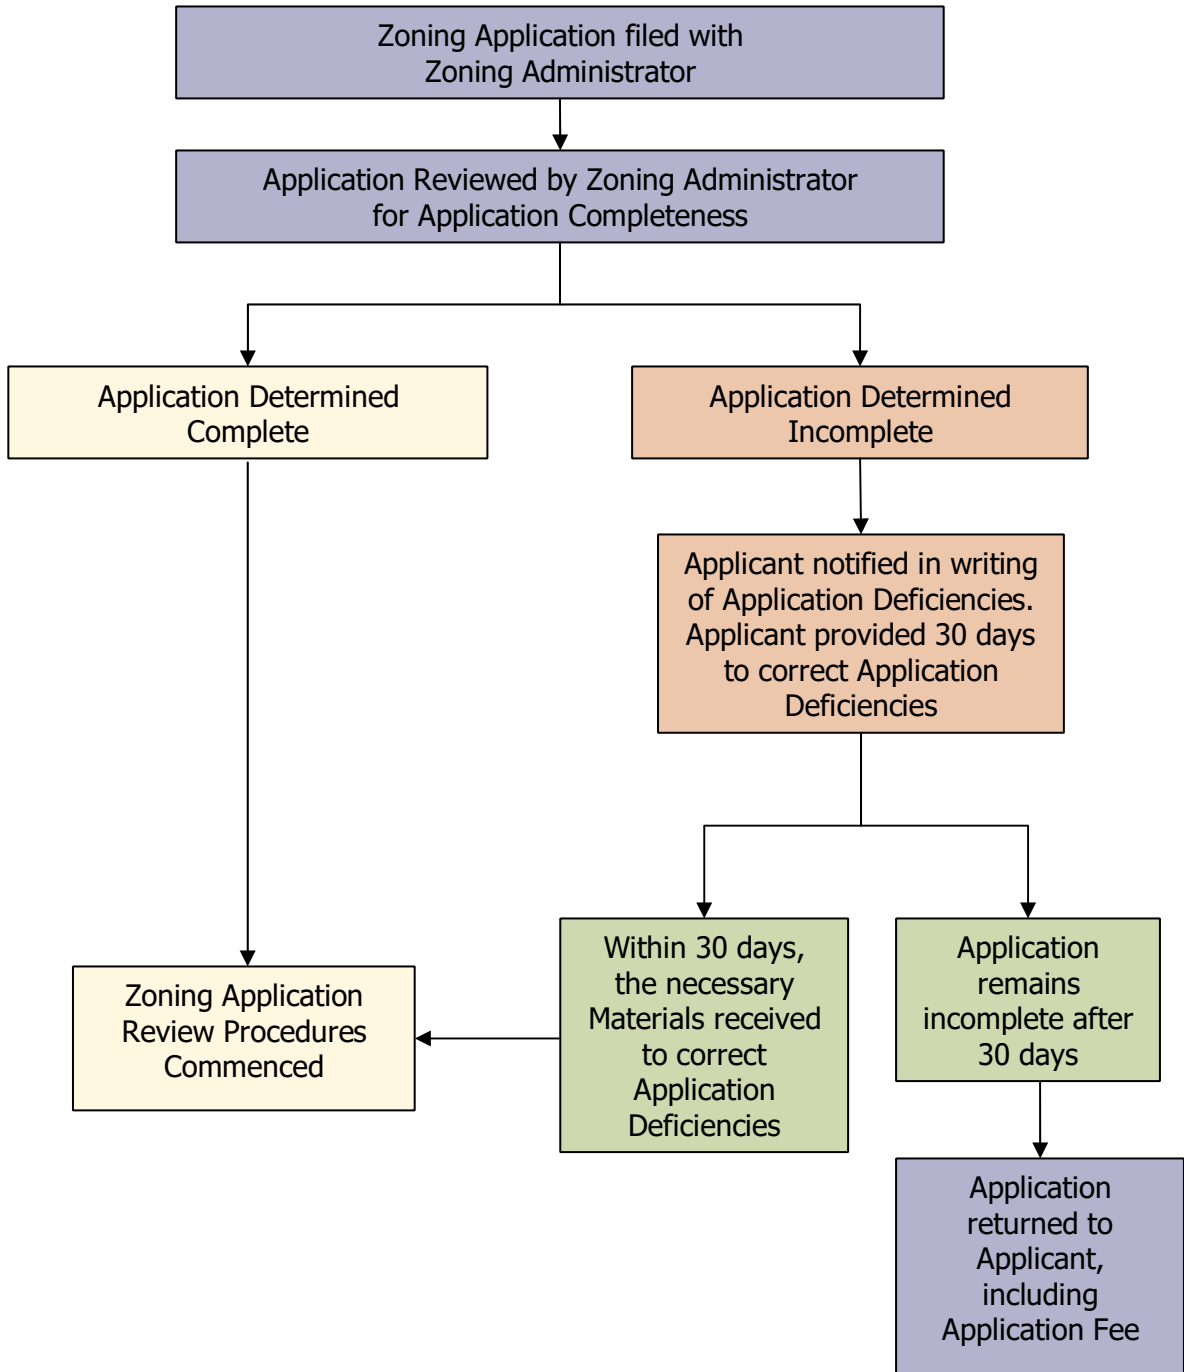 Zoning Application filed with
Zoning Administrator
Application Reviewed by Zoning Administrator
for Application Completeness
Application Determined
Complete
Application Determined
Incomplete
Applicant notified in writing
of Application Deficiencies.
Applicant provided 30 days
to correct Application
Deficiencies
Within 30 days,
the necessary
Materials received
to correct
Application
Deficiencies
Application
remains
incomplete after
30 days
Zoning Application
Review Procedures
Commenced
Application
returned to
Applicant,
including
Application Fee